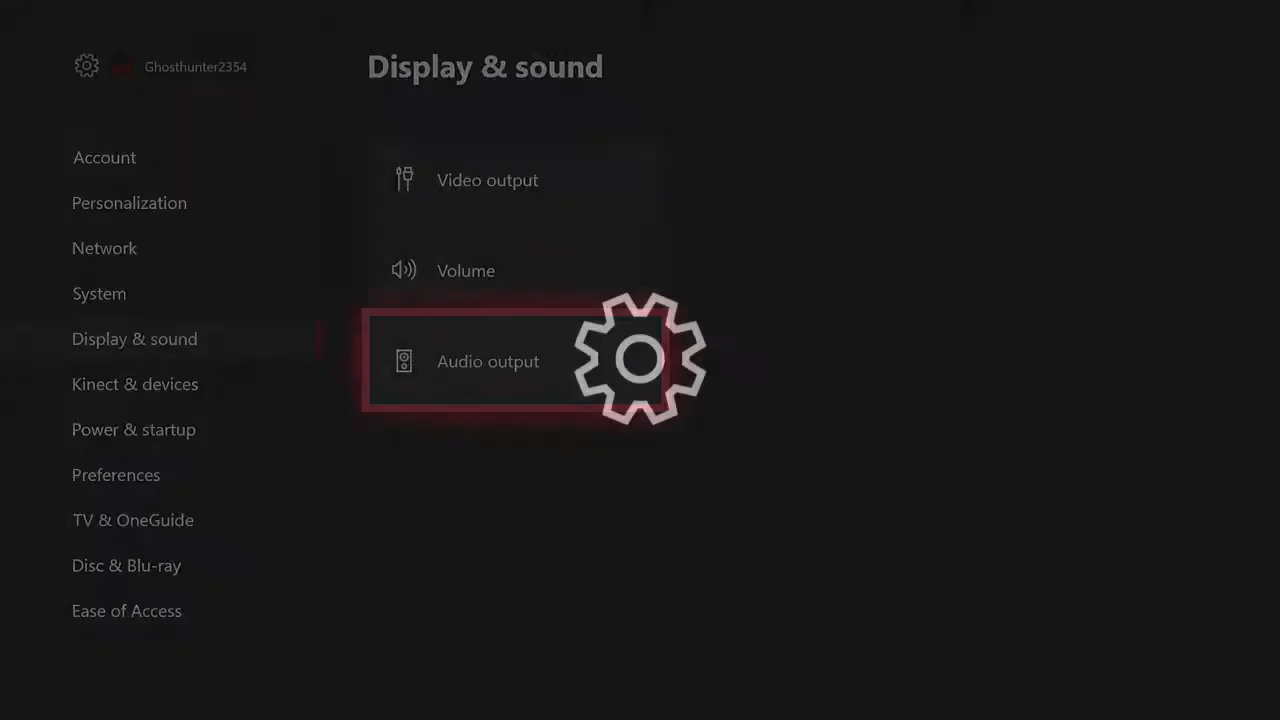 Ghosthunter2354
Display & sound
Account
Personalization
Network
System
Display & sound
Kinect & devices
Power & startup
Preferences
TV & OneGuide
Disc & Blu-ray
Ease of Access
Video output
Volume
Audio output